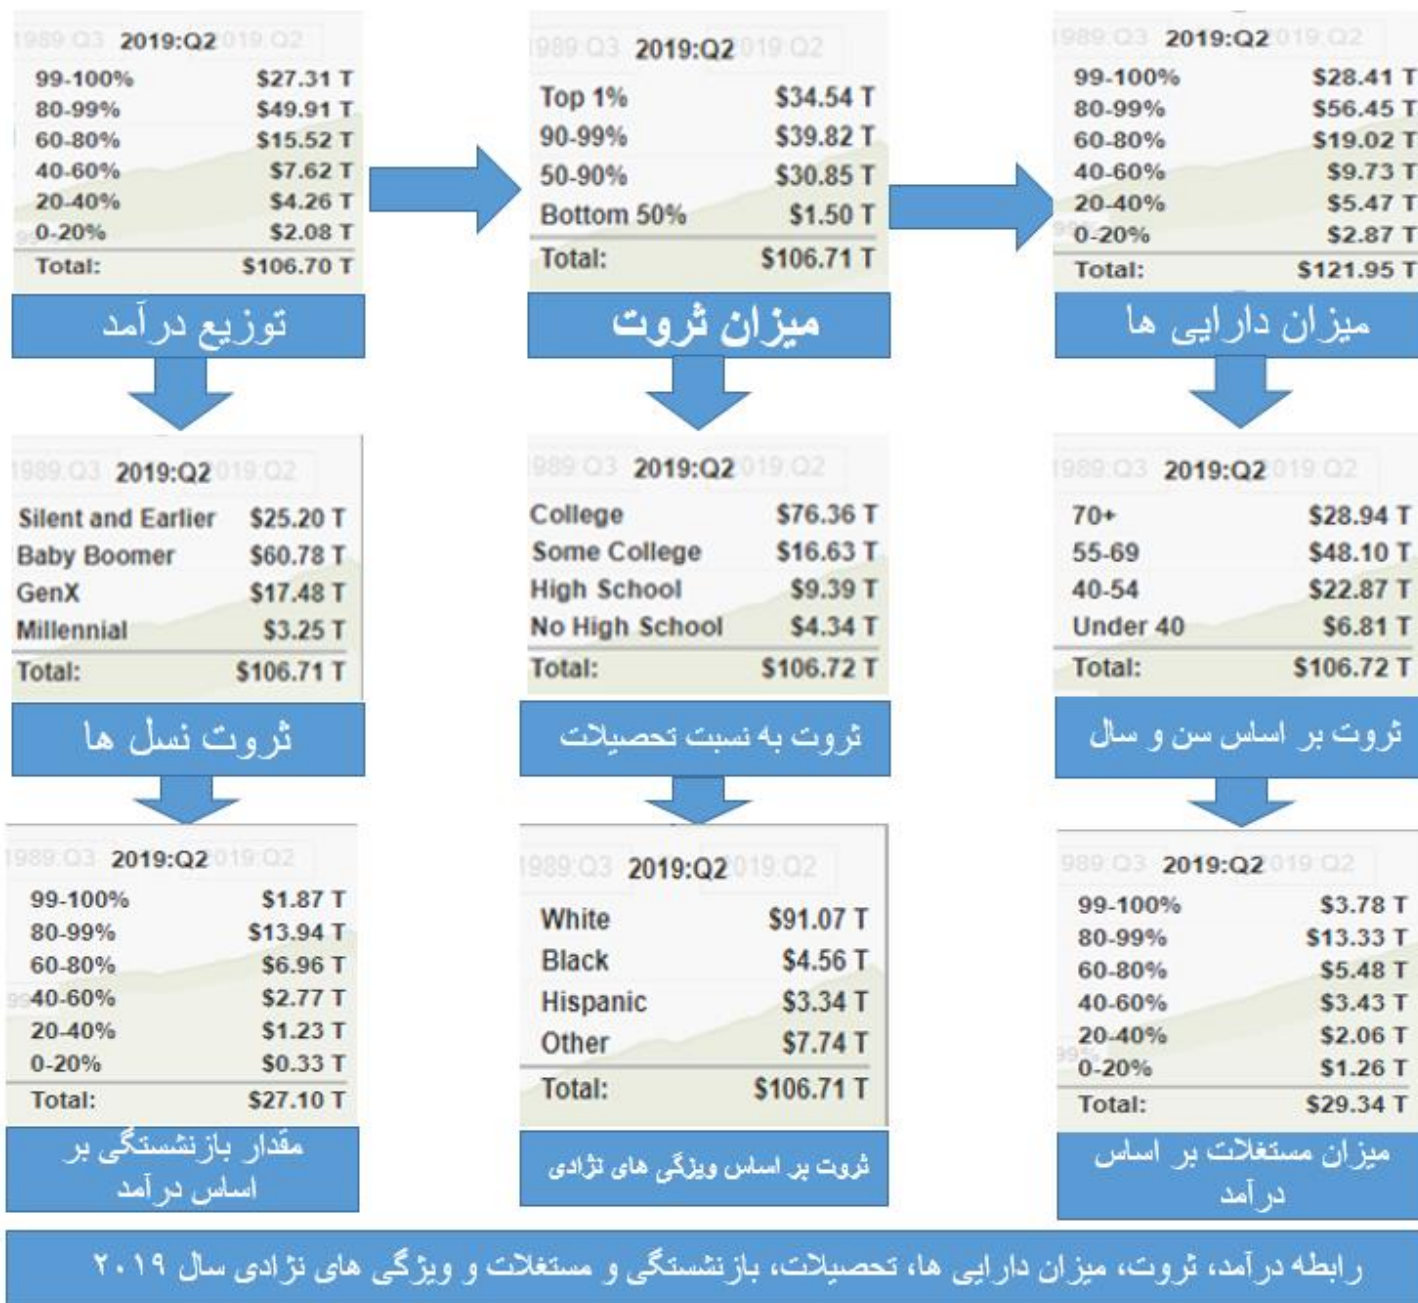 1989:Q3 2019:Q2 2019:Q2
99-100% $27.31 T
80-99% $49.91 T
60-80% $15.52 T
40-60% $7.62 T
20-40% $4.26 T
0-20% $2.08 T
Total: $106.70 T
توزیع درآمد
1989:Q3 2019:Q2 2019:Q2
Top 1% $34.54 T
90-99% $39.82 T
50-90% $30.85 T
Bottom 50% $1.50 T
Total: $106.71 T
میزان ثروت
1989:Q3 2019:Q2 2019:Q2
99-100% $28.41 T
80-99% $56.45 T
60-80% $19.02 T
40-60% $9.73 T
20-40% $5.47 T
0-20% $2.87 T
Total: $121.95 T
میزان دارایی ها
1989:Q3 2019:Q2 2019:Q2
Silent and Earlier $25.20 T
Baby Boomer $60.78 T
GenX $17.48 T
Millennial $3.25 T
Total: $106.71 T
ثروت نسل ها
989:Q3 2019:Q2 2019:Q2
College $76.36 T
Some College $16.63 T
High School $9.39 T
No High School $4.34 T
Total: $106.72 T
ثروت به نسبت تحصیلات
1989:Q3 2019:Q2 2019:Q2
70+ $28.94 T
55-69 $48.10 T
40-54 $22.87 T
Under 40 $6.81 T
Total: $106.72 T
ثروت بر اساس سن و سال
1989:Q3 2019:Q2 2019:Q2
99-100% $1.87 T
80-99% $13.94 T
60-80% $6.96 T
40-60% $2.77 T
20-40% $1.23 T
0-20% $0.33 T
Total: $27.10 T
مقدار بازنشستگی بر
اساس درآمد
1989:Q3 2019:Q2 2019:Q2
White $91.07 T
Black $4.56 T
Hispanic $3.34 T
Other $7.74 T
Total: $106.71 T
ثروت بر اساس ویژگی های نژادی
989:Q3 2019:Q2 2019:Q2
99-100% $3.78 T
80-99% $13.33 T
60-80% $5.48 T
40-60% $3.43 T
20-40% $2.06 T
0-20% $1.26 T
Total: $29.34 T
میزان مستغلات بر اساس
درآمد
رابطه درآمد، ثروت، میزان دارایی ها، تحصیلات، بازنشستگی و مستغلات و ویژگی های نژادی سال ۲۰۱۹